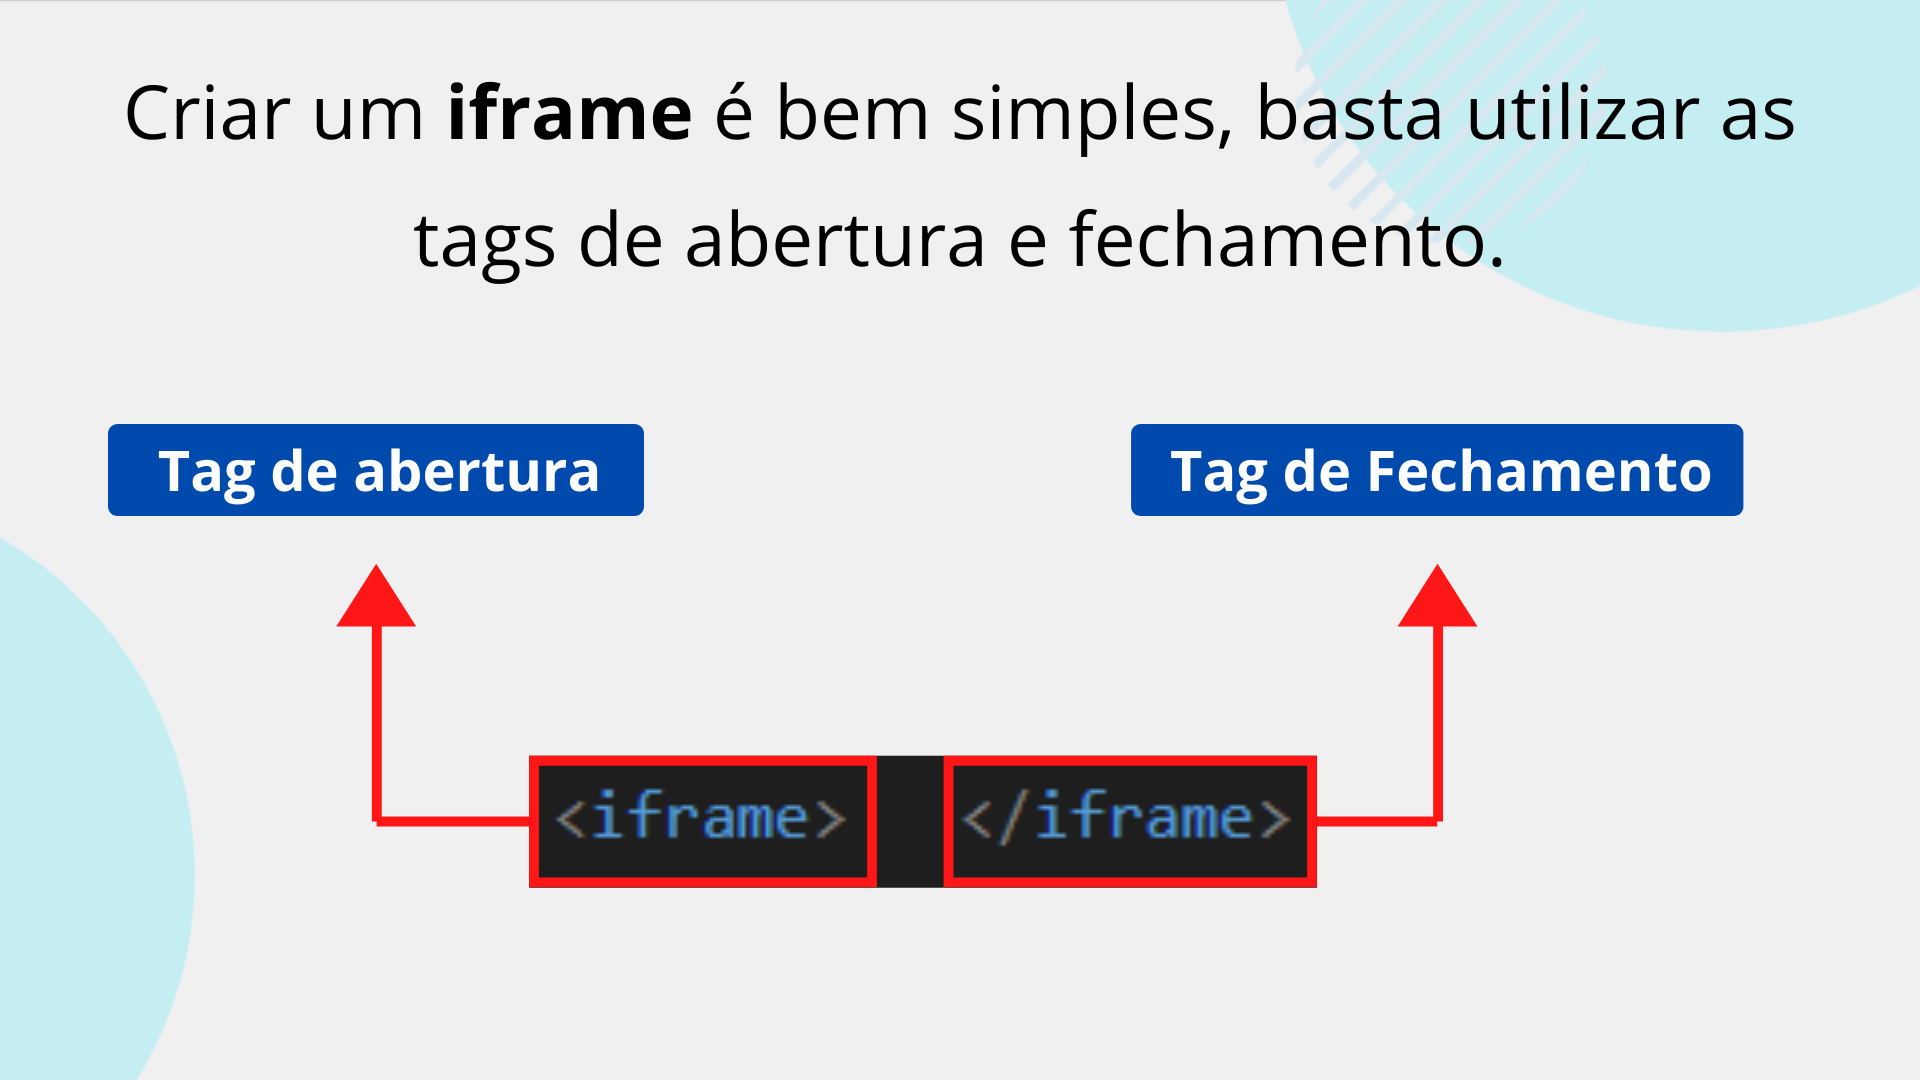 Criar um iframe é bem simples, basta utilizar as
tags de abertura e fechamento.
Tag de abertura
Tag de Fechamento
<iframe> </iframe>